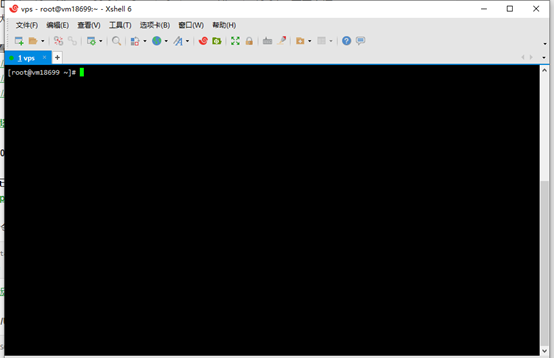 vps - root@vm18699:~ - Xshell 6
文件(F) 编辑(E) 查看(V) 工具(T) 选项卡(B) 窗口(W) 帮助(H)
1 vps
[root@vm18699 ~]#